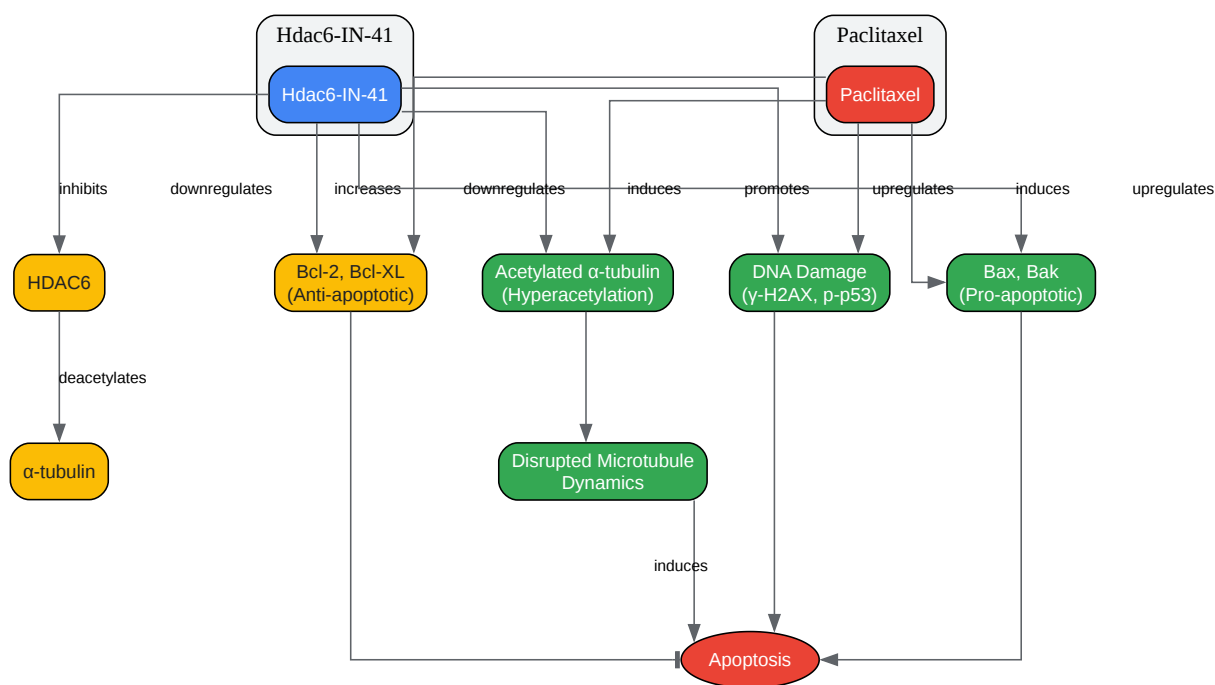 Hdac6-IN-41
Paclitaxel
Hdac6-IN-41
Paclitaxel
inhibits
downregulates
increases
downregulates
induces
promotes
upregulates
induces
upregulates
HDAC6
Bcl-2, Bcl-XL
(Anti-apoptotic)
Acetylated α-tubulin
(Hyperacetylation)
DNA Damage
(γ-H2AX, p-p53)
Bax, Bak
(Pro-apoptotic)
deacetylates
α-tubulin
Disrupted Microtubule
Dynamics
induces
Apoptosis